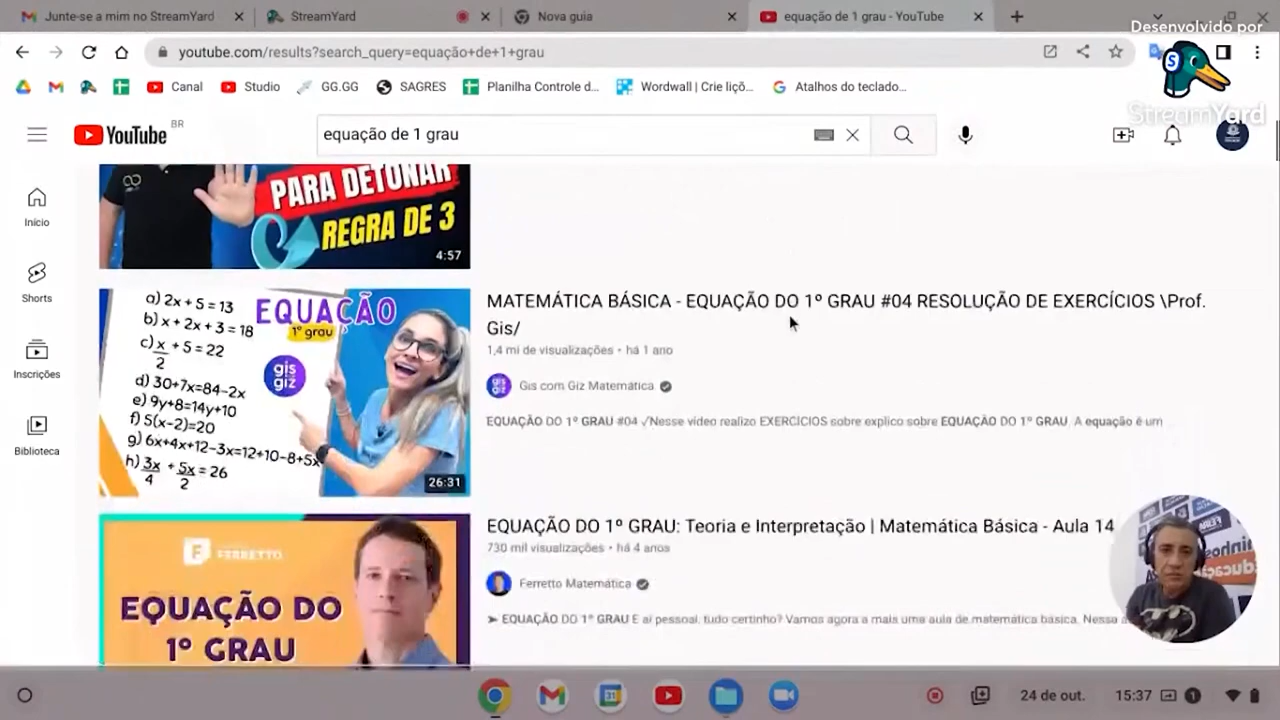 Junte-se a mim no StreamYard
StreamYard
Nova guia
equação de 1 grau - YouTube
Desenvolvido por
StreamYard
youtube.com/results?search_query=equação+de+1+grau
Canal
Studio
GG.GG
SAGRES
Planilha Controle d...
Wordwall | Crie liçõ...
Atalhos do teclado...
YouTube BR
equação de 1 grau
Início
Shorts
Inscrições
Biblioteca
PARA DETONAR
REGRA DE 3
4:57
a) 2x + 5 = 13
b) x + 2x + 3 = 18
c) x/2 + 5 = 22
d) 30+7x=84-2x
e) 9y+8=14y+10
f) 5(x-2)=20
g) 6x+4x+12-3x=12+10-8+5x
h) 3x/4 + 5x/2 = 26
EQUAÇÃO
1º grau
gis
giz
26:31
MATEMÁTICA BÁSICA - EQUAÇÃO DO 1º GRAU #04 RESOLUÇÃO DE EXERCÍCIOS \Prof.
Gis/
1,4 mi de visualizações • há 1 ano
Gis com Giz Matemática
EQUAÇÃO DO 1º GRAU #04 √Nesse vídeo realizo EXERCÍCIOS sobre explico sobre EQUAÇÃO DO 1º GRAU. A equação é um
F FERRETTO
EQUAÇÃO DO
1º GRAU
EQUAÇÃO DO 1º GRAU: Teoria e Interpretação | Matemática Básica - Aula 14
730 mil visualizações • há 4 anos
Ferretto Matemática
➤ EQUAÇÃO DO 1º GRAU E aí pessoal, tudo certinho? Vamos agora a mais uma aula de matemática básica. Nessa
24 de out.
15:37
1